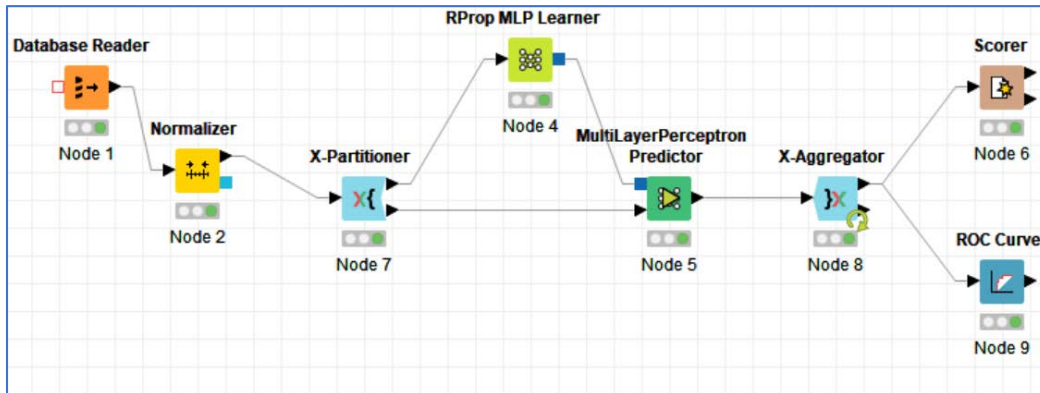 RProp MLP Learner
Database Reader
Scorer
Node 1
Normalizer
Node 4
X-Partitioner
MultiLayerPerceptron
Predictor
X-Aggregator
Node 6
Node 2
ROC Curve
Node 7
Node 5
Node 8
Node 9